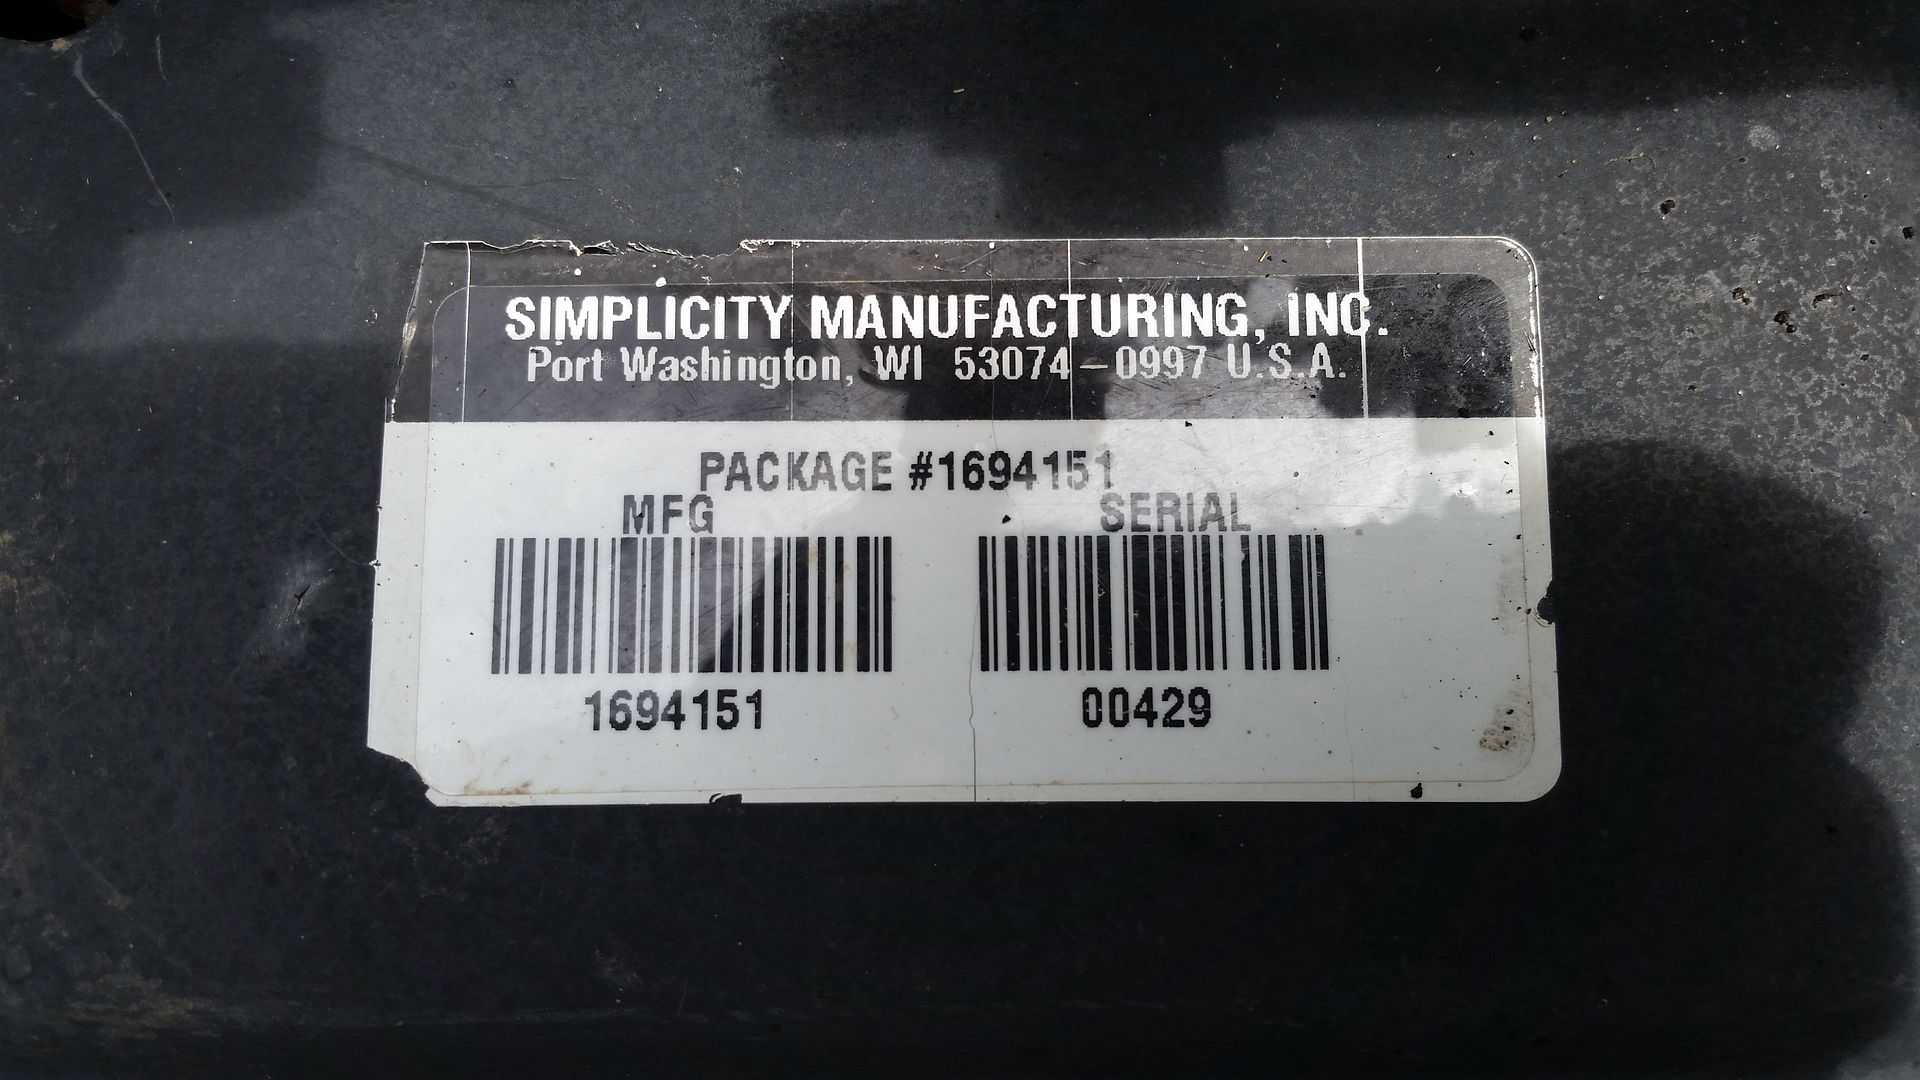 SIMPLICITY MANUFACTURING, INC.
Port Washington, WI 53074-0997 U.S.A.
PACKAGE #1694151
MFG SERIAL
1694151 00429